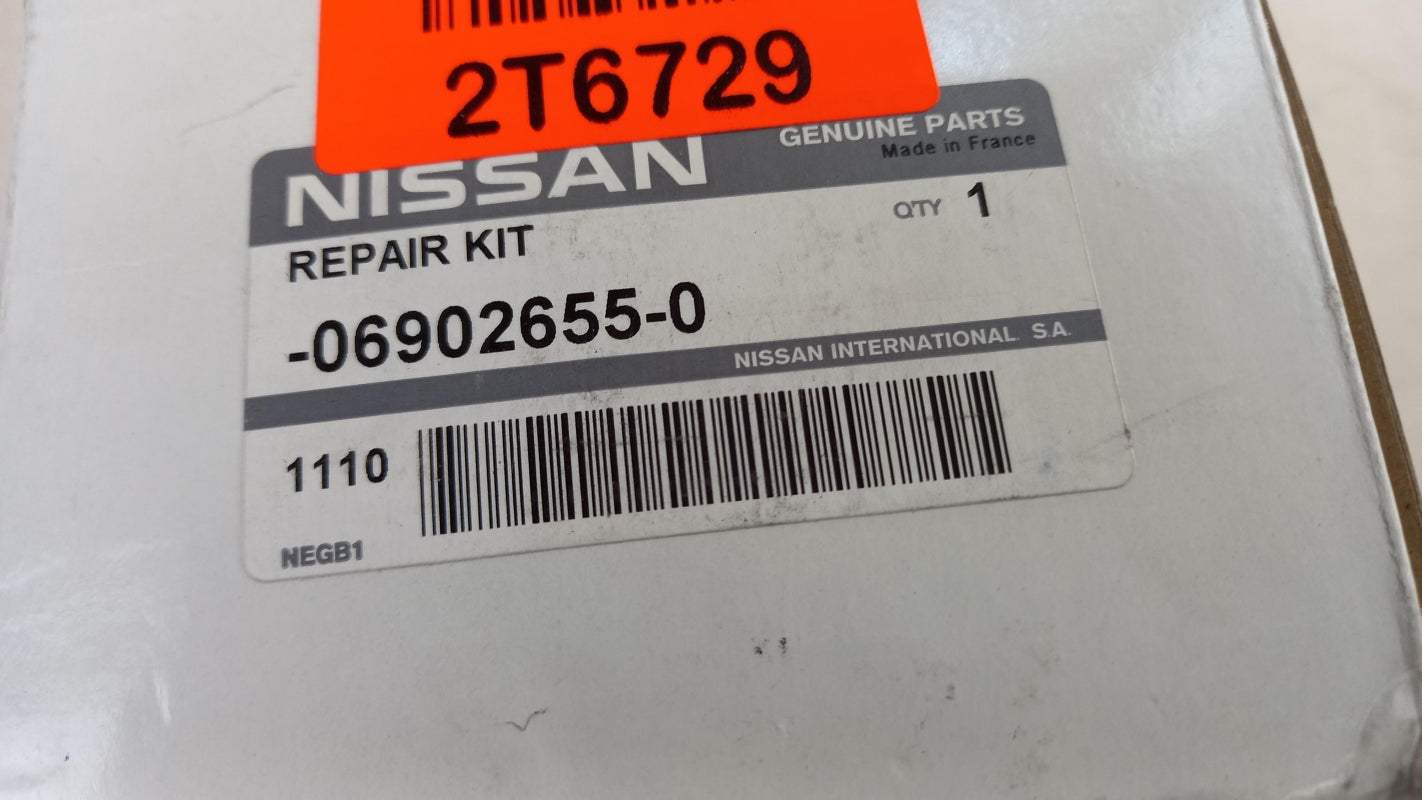 2T6729
NISSAN
GENUINE PARTS
Made in France
REPAIR KIT
QTY 1
-06902655-0
NISSAN INTERNATIONAL S.A.
1110
NEGB1